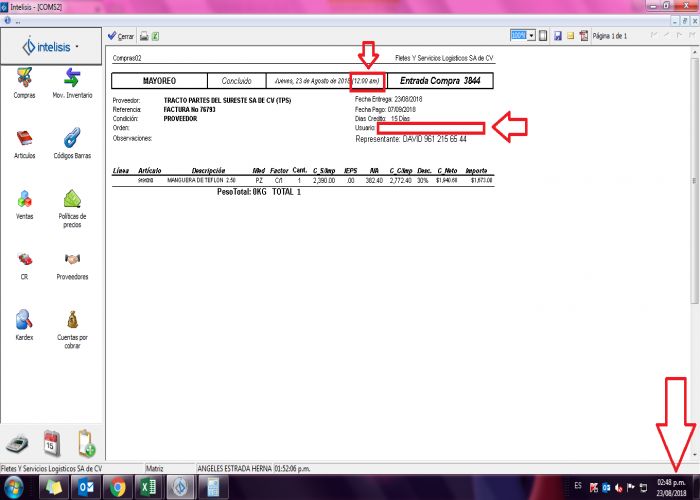 Intelisis - [COMS2]
...
intelisis
Cerrar
100%
Página 1 de 1
Compras
Mov. Inventario
Articulos
Códigos Barras
Ventas
Políticas de precios
CR
Proveedores
Kardex
Cuentas por cobrar
15
Compras02
Fletes Y Servicios Logisticos SA de CV
MAYOREO Concluido Jueves, 23 de Agosto de 2018 (12:00 am) Entrada Compra 3844
Proveedor: TRACTO PARTES DEL SURESTE SA DE CV (TPS)
Referencia: FACTURA No 76793
Condición: PROVEEDOR
Orden:
Observaciones:
Fecha Entrega: 23/08/2018
Fecha Pago: 07/09/2018
Dias Credito: 15 Dias
Usuario:
Representante: DAVID 961 215 65 44
Línea Artículo Descripción Med Factor Cant. C_S/Imp IEPS IVA C_C/Imp Desc. C_Neto Importe
MANGUERA DE TEFLON 2.50 PZ C/1 1 2,390.00 .00 382.40 2,772.40 30% $1,940.68 $1,673.00
PesoTotal: 0KG TOTAL 1
Fletes Y Servicios Logisticos SA de CV
Matriz
ANGELES ESTRADA HERNA
01:52:06 p.m.
ES
02:48 p.m.
23/08/2018